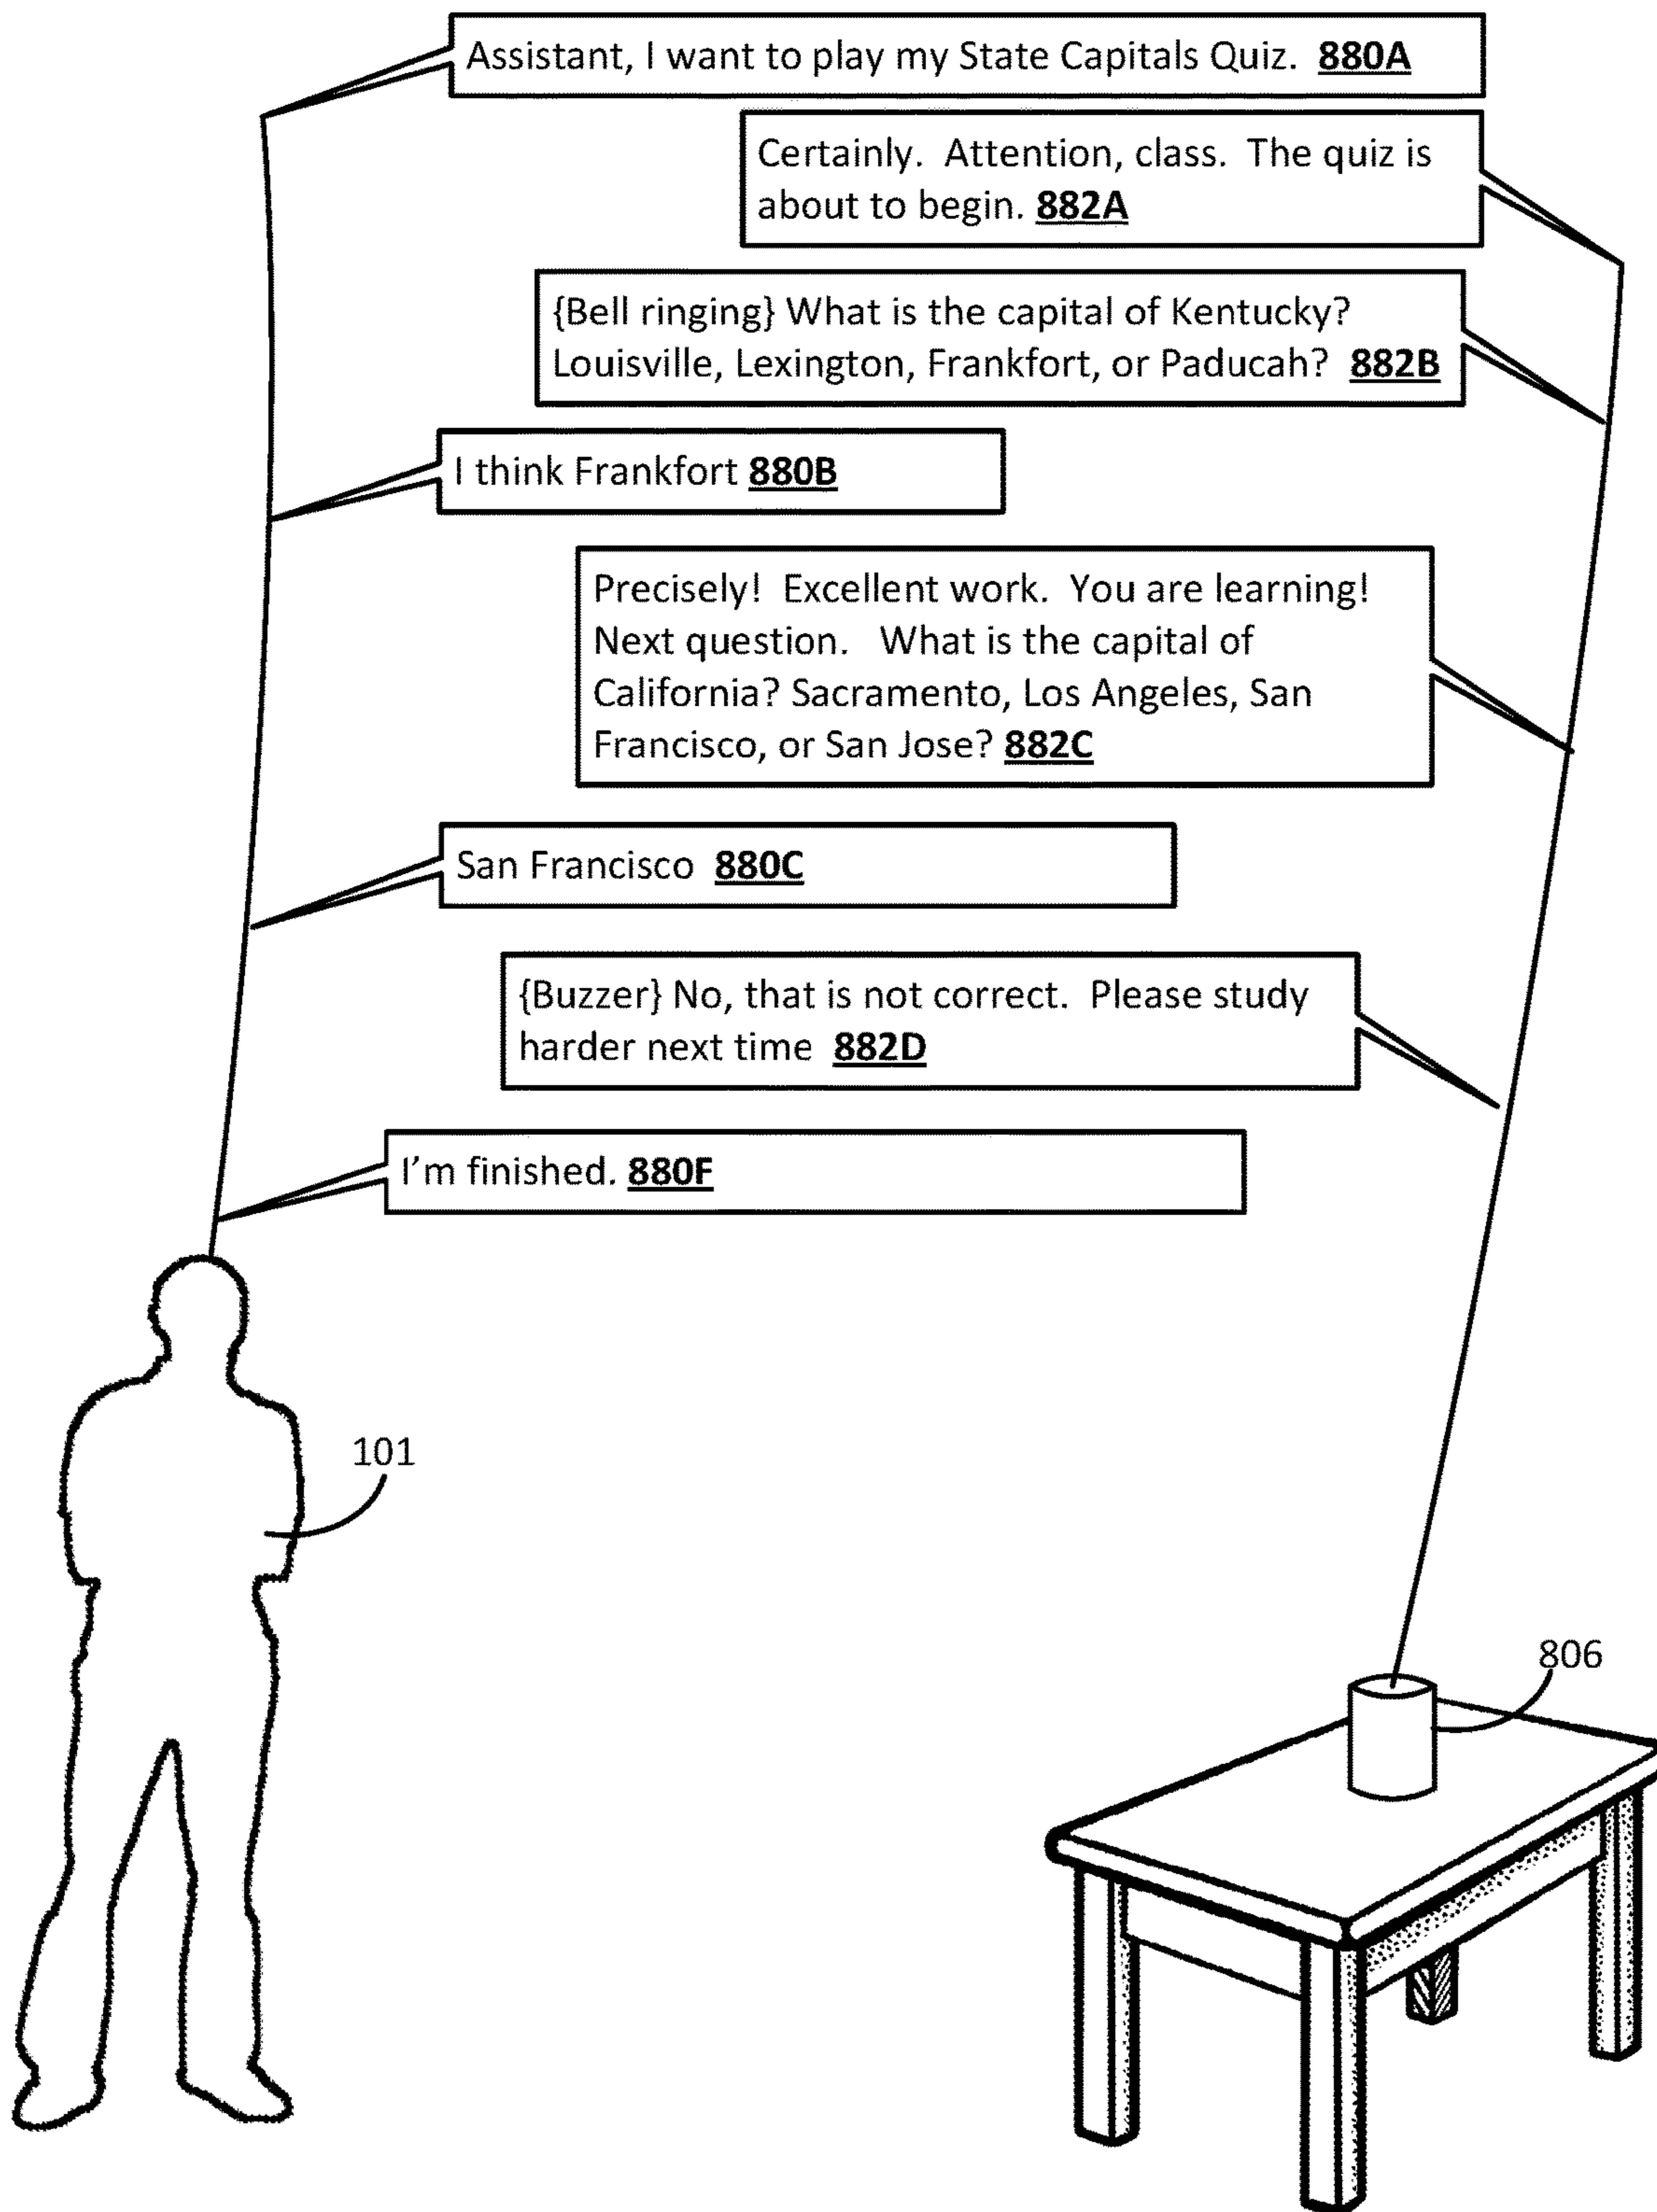 Assistant, I want to play my State Capitals Quiz.  880A
Certainly.  Attention, class.  The quiz is
about to begin. 882A
{Bell ringing} What is the capital of Kentucky?
Louisville, Lexington, Frankfort, or Paducah?  882B
I think Frankfort 880B
Precisely!  Excellent work.  You are learning!
Next question.   What is the capital of
California? Sacramento, Los Angeles, San
Francisco, or San Jose? 882C
San Francisco  880C
{Buzzer} No, that is not correct.  Please study
harder next time  882D
I'm finished. 880F
101
806